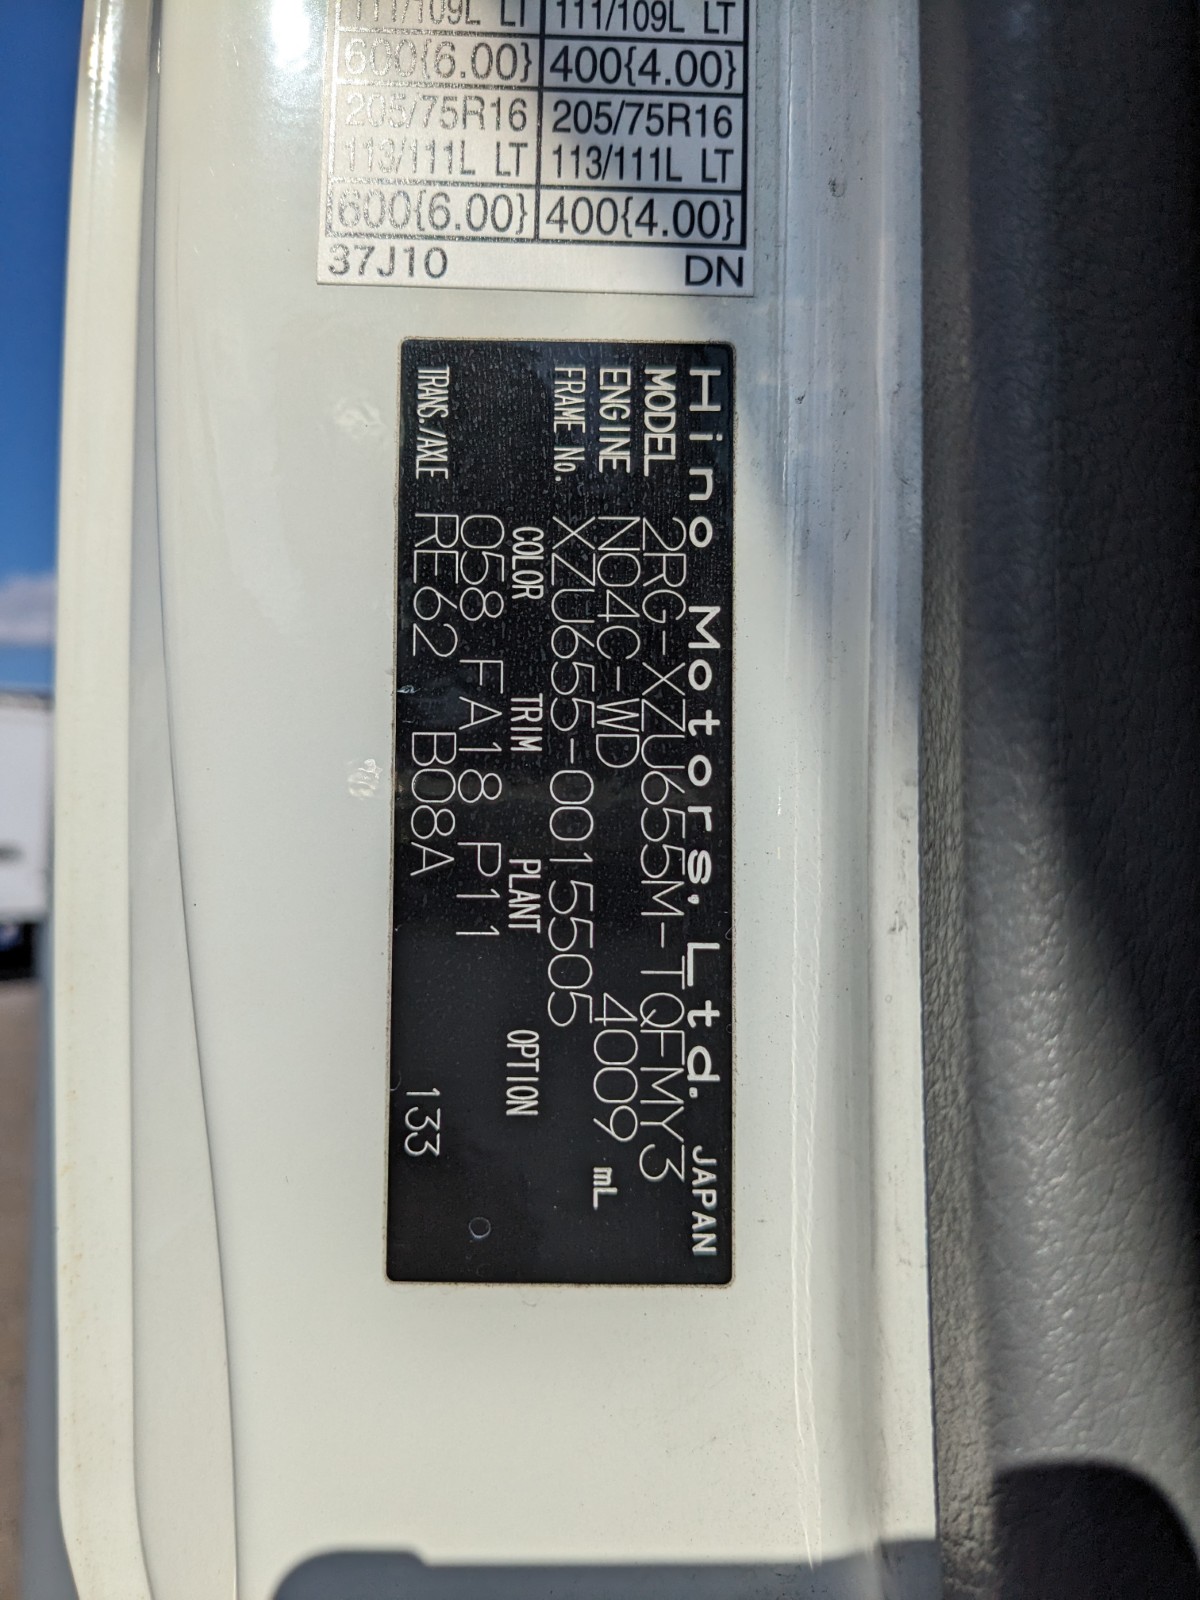 111/109L LT 111/109L LT
600{6.00} 400{4.00}
205/75R16 205/75R16
113/111L LT 113/111L LT
600{6.00} 400{4.00}
37J10 DN
Hino Motors, Ltd. JAPAN
MODEL 2RG-XZU655M-TQFMY3
ENGINE N04C-WD 4009 mL
FRAME No. XZU655-0015505
COLOR TRIM PLANT OPTION
058 FA18 P11
TRANS./AXLE RE62 B08A 133